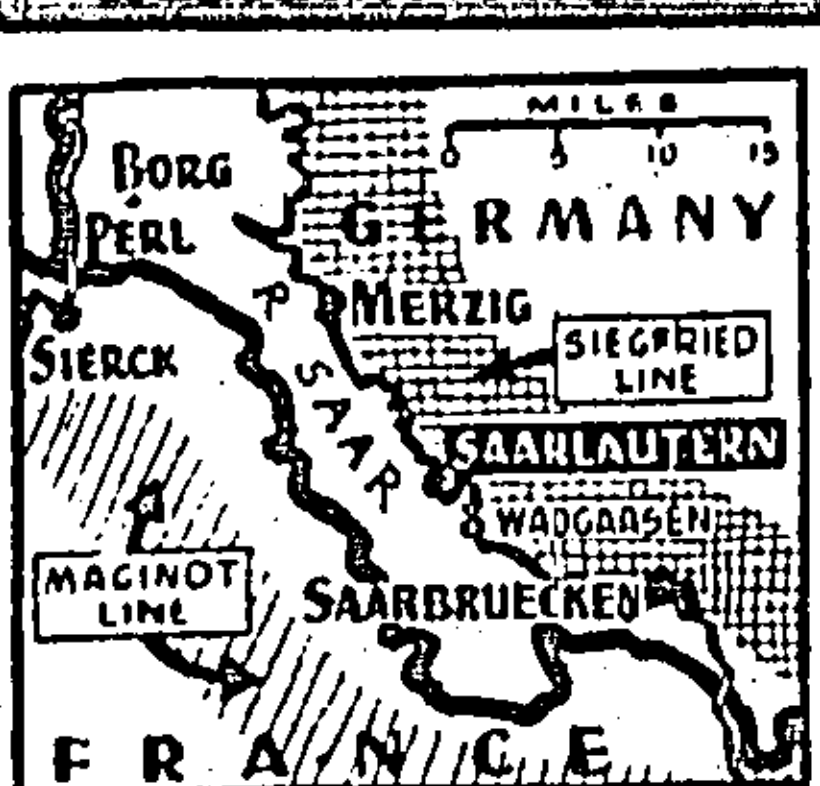 MILES
0 5 10 15
BORG
PERL
GERMANY
R SAAR
MERZIG
SIERCK
SIEGFRIED
LINE
SAARLAUTERN
WADGAASEN
MAGINOT
LINE
SAARBRUECKEN
FRANCE